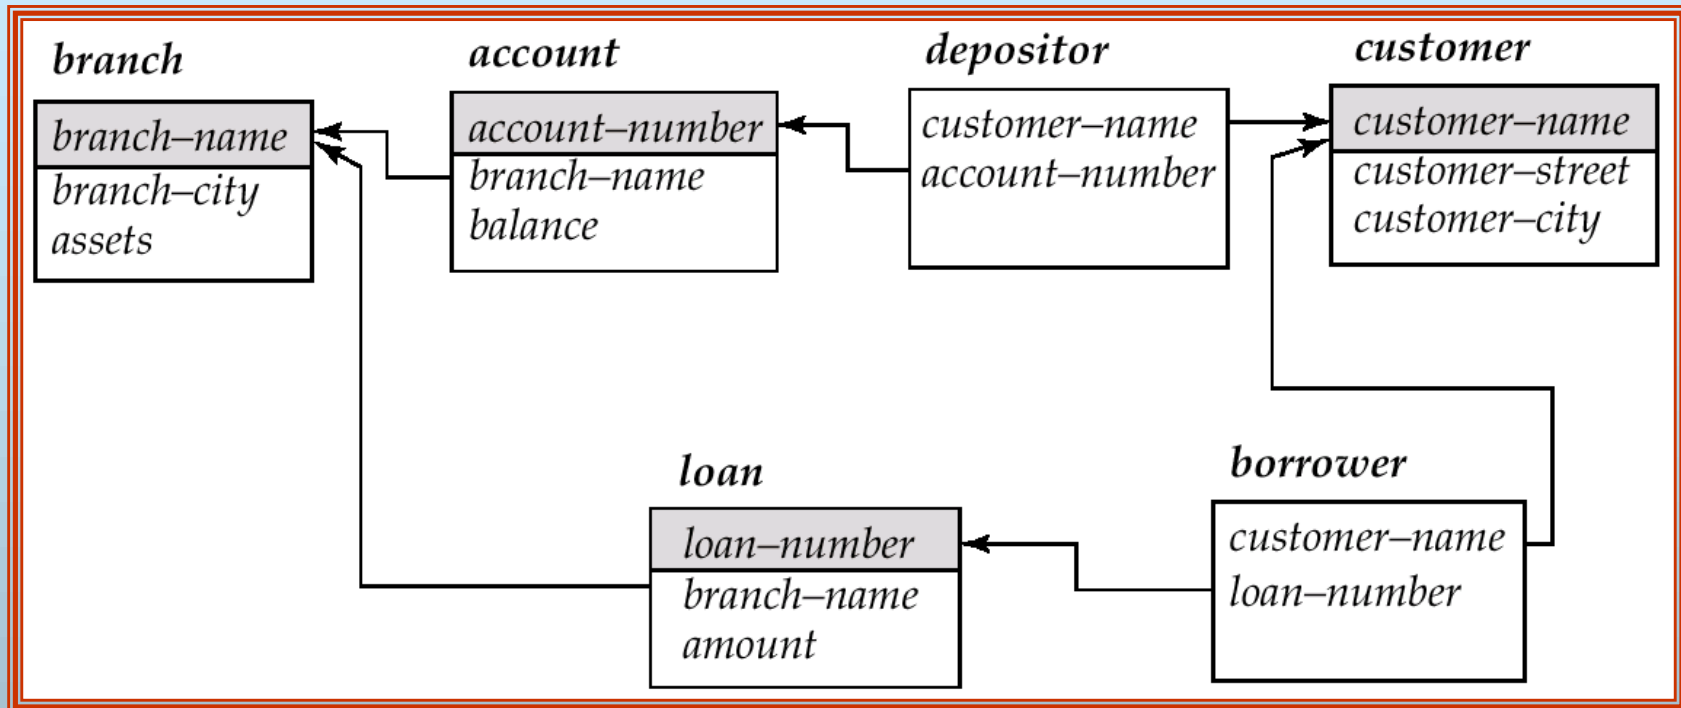 branch
branch–name
branch–city
assets
account
account–number
branch–name
balance
depositor
customer–name
account–number
customer
customer–name
customer–street
customer–city
loan
loan–number
branch–name
amount
borrower
customer–name
loan–number